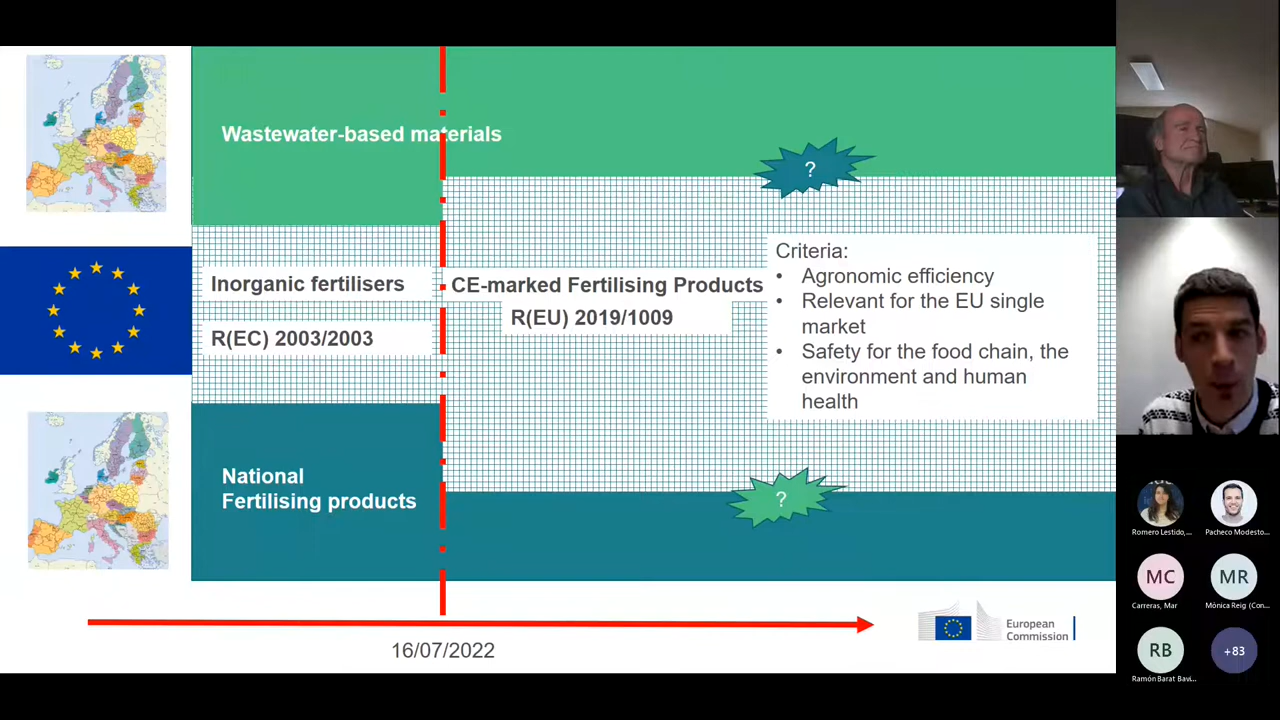 Wastewater-based materials
?
Inorganic fertilisers
R(EC) 2003/2003
CE-marked Fertilising Products
R(EU) 2019/1009
Criteria:
• Agronomic efficiency
• Relevant for the EU single
market
• Safety for the food chain, the
environment and human
health
National
Fertilising products
?
16/07/2022
European
Commission
Romero Lestido,...
Pacheco Modesto...
MC
Carreras, Mar
MR
Mònica Reig (Con...
RB
Ramón Barat Bavi...
+83